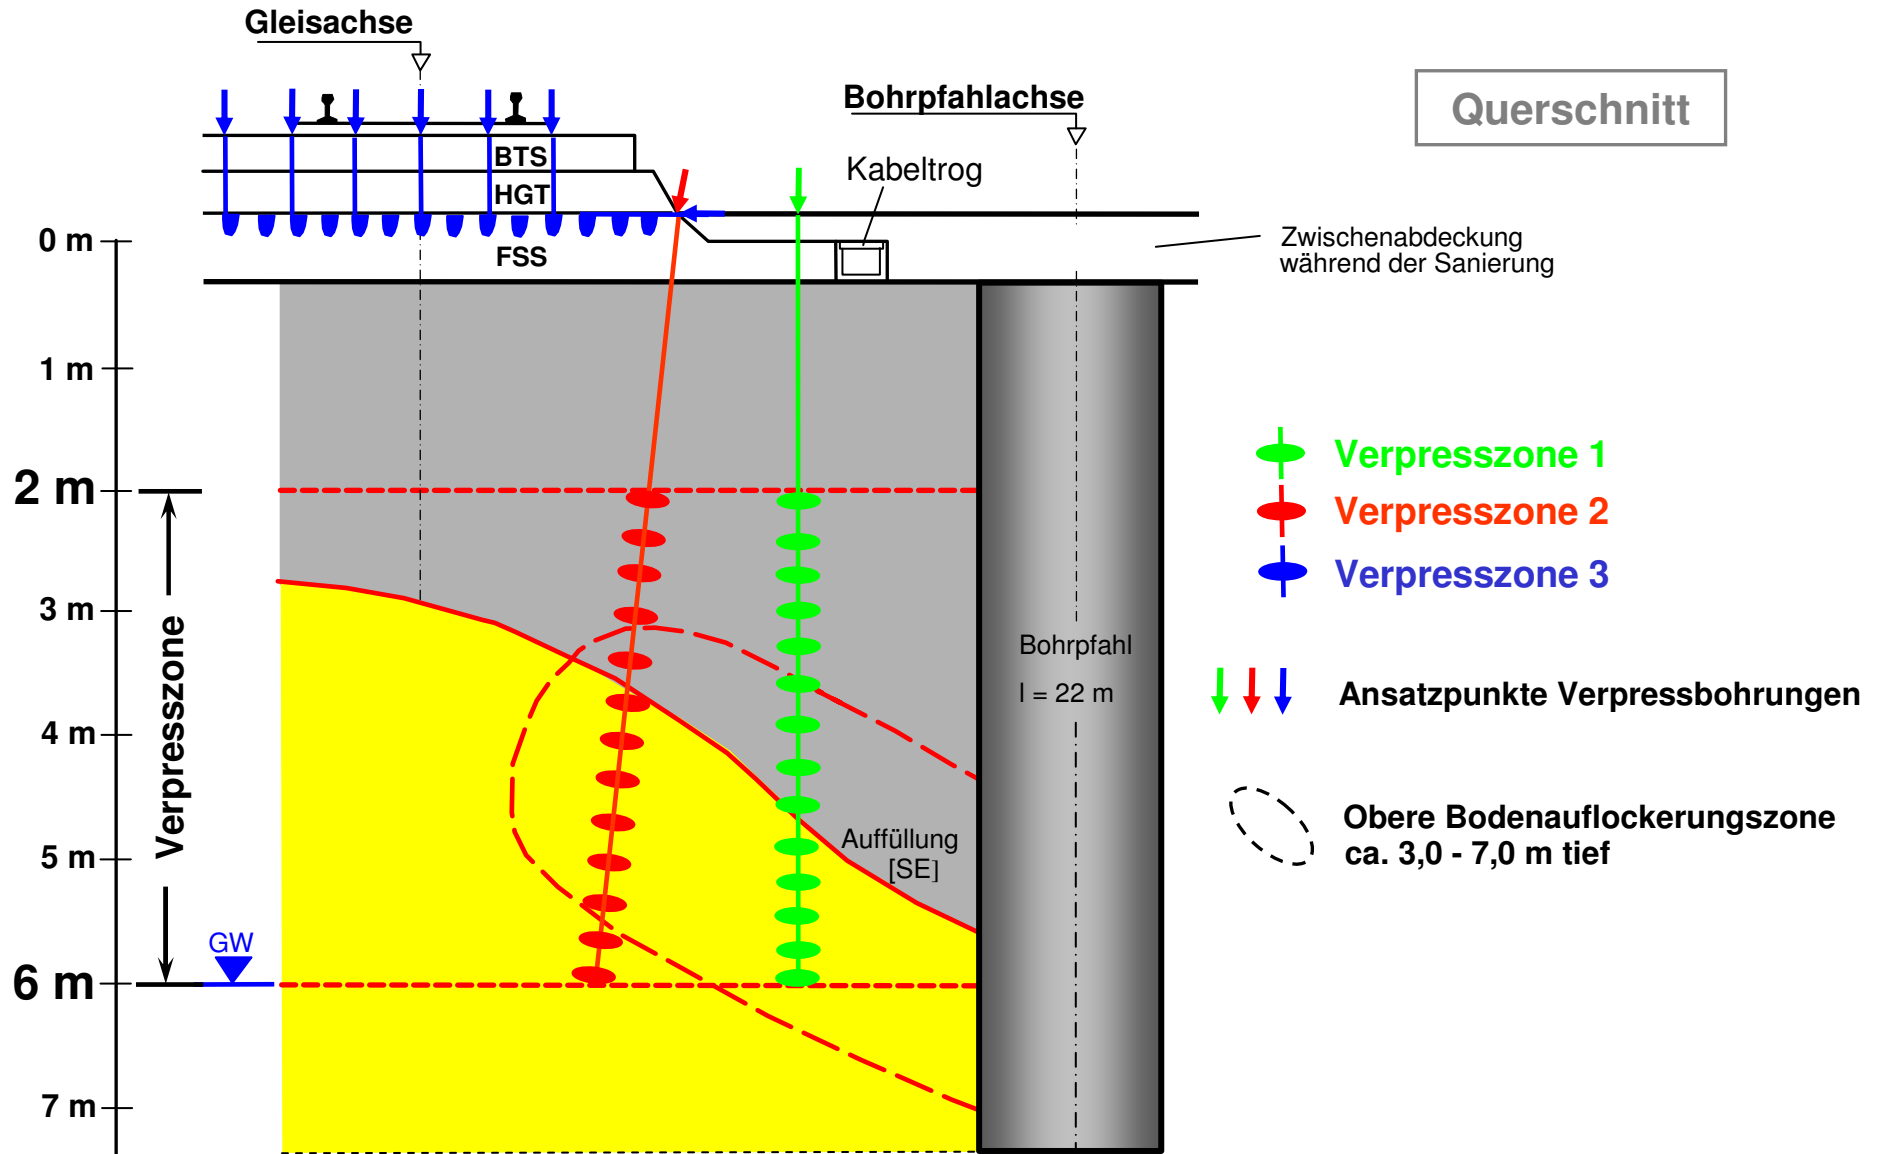 Gleisachse
Bohrpfahlachse
Querschnitt
Kabeltrog
BTS
HGT
FSS
Zwischenabdeckung
während der Sanierung
0 m
1 m
2 m
3 m
4 m
5 m
6 m
7 m
Verpresszone
GW
Auffüllung
[SE]
Bohrpfahl
l = 22 m
Verpresszone 1
Verpresszone 2
Verpresszone 3
Ansatzpunkte Verpressbohrungen
Obere Bodenauflockerungszone
ca. 3,0 - 7,0 m tief